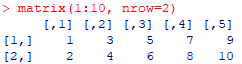 > matrix(1:10, nrow=2)
[,1] [,2] [,3] [,4] [,5]
[1,] 1 3 5 7 9
[2,] 2 4 6 8 10